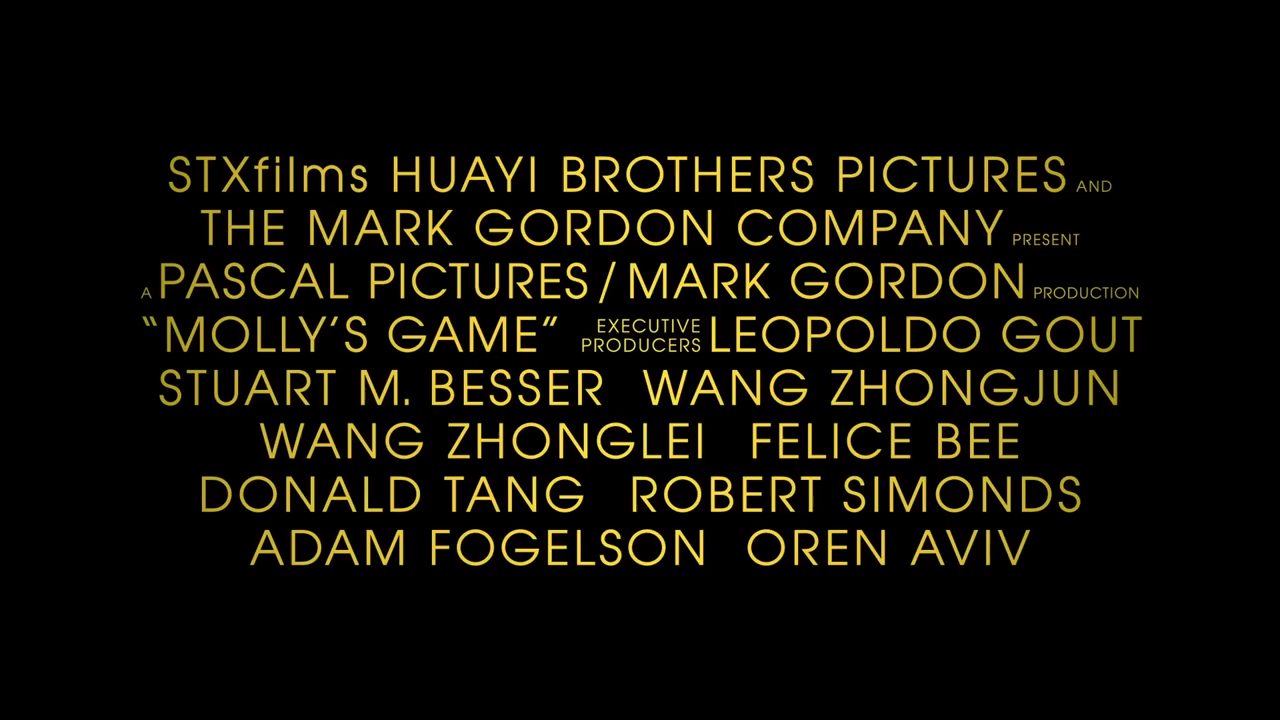 STXfilms HUAYI BROTHERS PICTURES AND
THE MARK GORDON COMPANY PRESENT
A PASCAL PICTURES / MARK GORDON PRODUCTION
“MOLLY’S GAME” EXECUTIVE PRODUCERS LEOPOLDO GOUT
STUART M. BESSER WANG ZHONGJUN
WANG ZHONGLEI FELICE BEE
DONALD TANG ROBERT SIMONDS
ADAM FOGELSON OREN AVIV